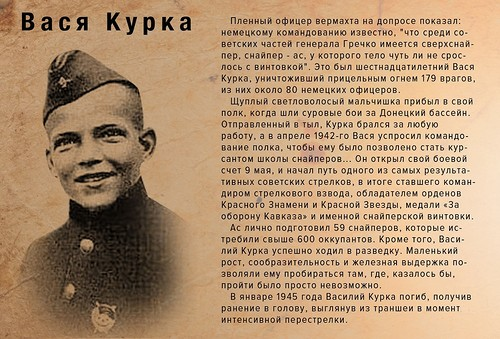 Вася Курка
Пленный офицер вермахта на допросе показал:
немецкому командованию известно, "что среди со-
ветских частей генерала Гречко имеется сверхснай-
пер, снайпер - ас, у которого тело чуть ли не срос-
лось с винтовкой". Это был шестнадцатилетний Вася
Курка, уничтоживший прицельным огнем 179 врагов,
из них около 80 немецких офицеров.
Щуплый светловолосый мальчишка прибыл в свой
полк, когда шли суровые бои за Донецкий бассейн.
Отправленный в тыл, Курка брался за любую
работу, а в апреле 1942-го Вася упросил командо-
вание полка, чтобы ему было позволено стать кур-
сантом школы снайперов... Он открыл свой боевой
счет 9 мая, и начал путь одного из самых результа-
тивных советских стрелков, в итоге ставшего коман-
диром стрелкового взвода, обладателем орденов
Красного Знамени и Красной Звезды, медали «За
оборону Кавказа» и именной снайперской винтовки.
Ас лично подготовил 59 снайперов, которые ис-
требили свыше 600 оккупантов. Кроме того, Васи-
лий Курка успешно ходил в разведку. Маленький
рост, сообразительность и железная выдержка по-
зволяли ему пробираться там, где, казалось бы,
пройти было просто невозможно.
В январе 1945 года Василий Курка погиб, получив
ранение в голову, выглянув из траншеи в момент
интенсивной перестрелки.